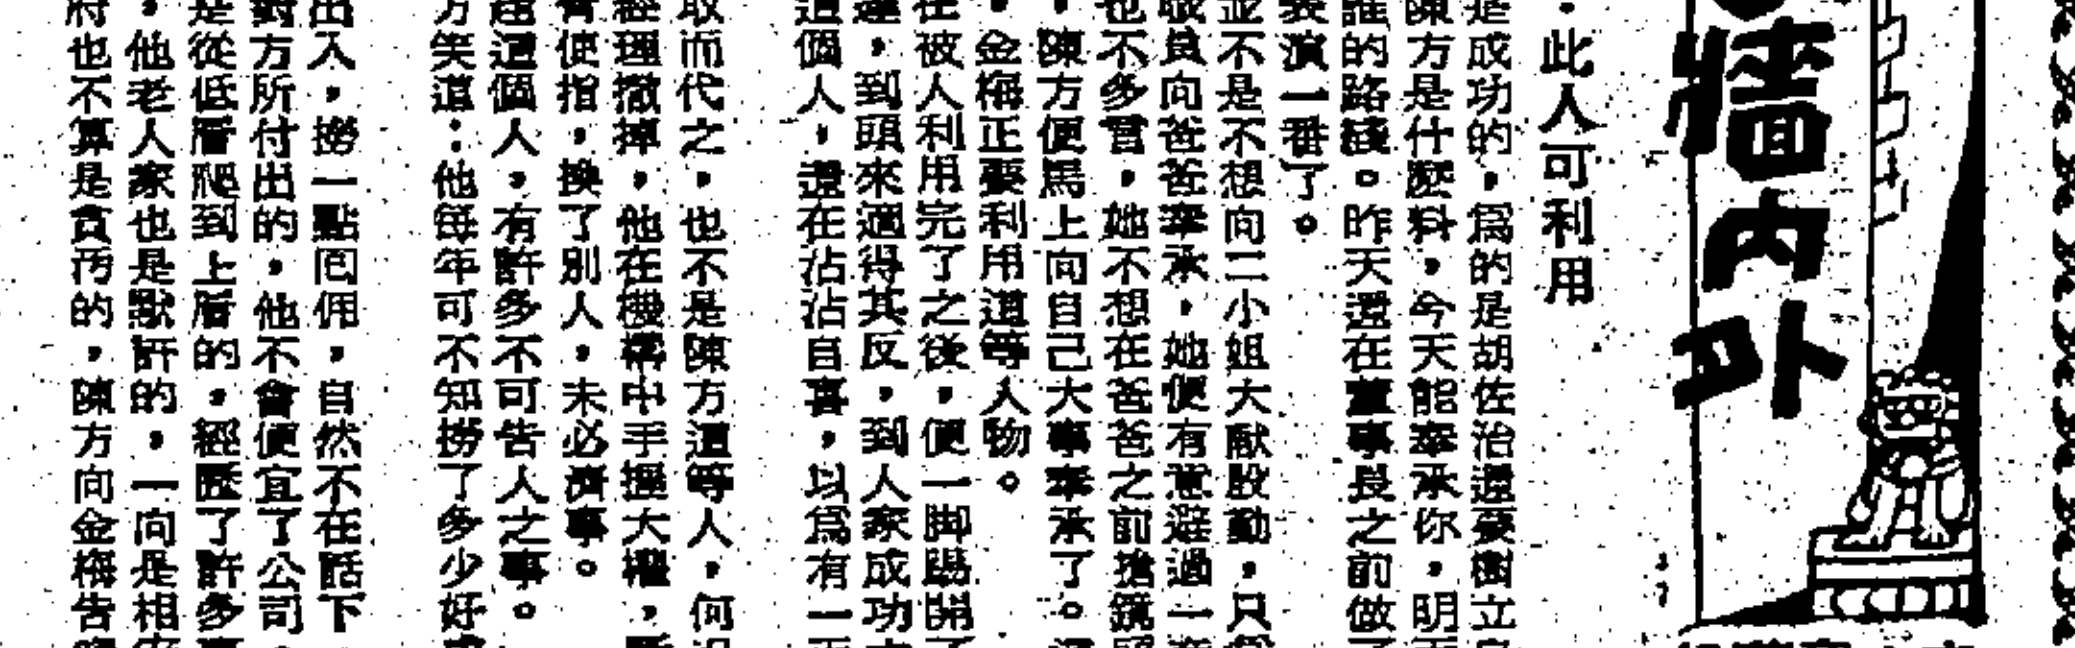 牆內外
此人可利用
是成功的，爲的是胡佐治還要樹立
陳方是什麼料，今天能奉承你，明
誰的路綫。昨天還在董事長之前做
表演一番了。
並不是不想向二小姐大献殷勤，只
敬負向爸爸奉承，她便有意避過一
也不多言，她不想在爸爸之前搶鏡
，陳方便馬上向自己大事奉承了。
，金梅正要利用這等人物。
在被人利用完了之後，便一脚踢開了
，到頭來適得其反，到人家成功
這個人，還在沾沾自喜，以爲有一
取而代之，也不是陳方這等人，何
經理撤掉，他在機構中手握大權，
使指，換了別人，未必濟事。
這個人，有許多不可告人之事。
方笑道：他每年可不知撈了多少好
出入，撈一點回佣，自然不在話下
對方所付出的，他不會便宜了公司
是從低層爬到上層的，經歷了許多
，他老人家也是默許的，一向是相
府也不算是貪污的，陳方向金梅告